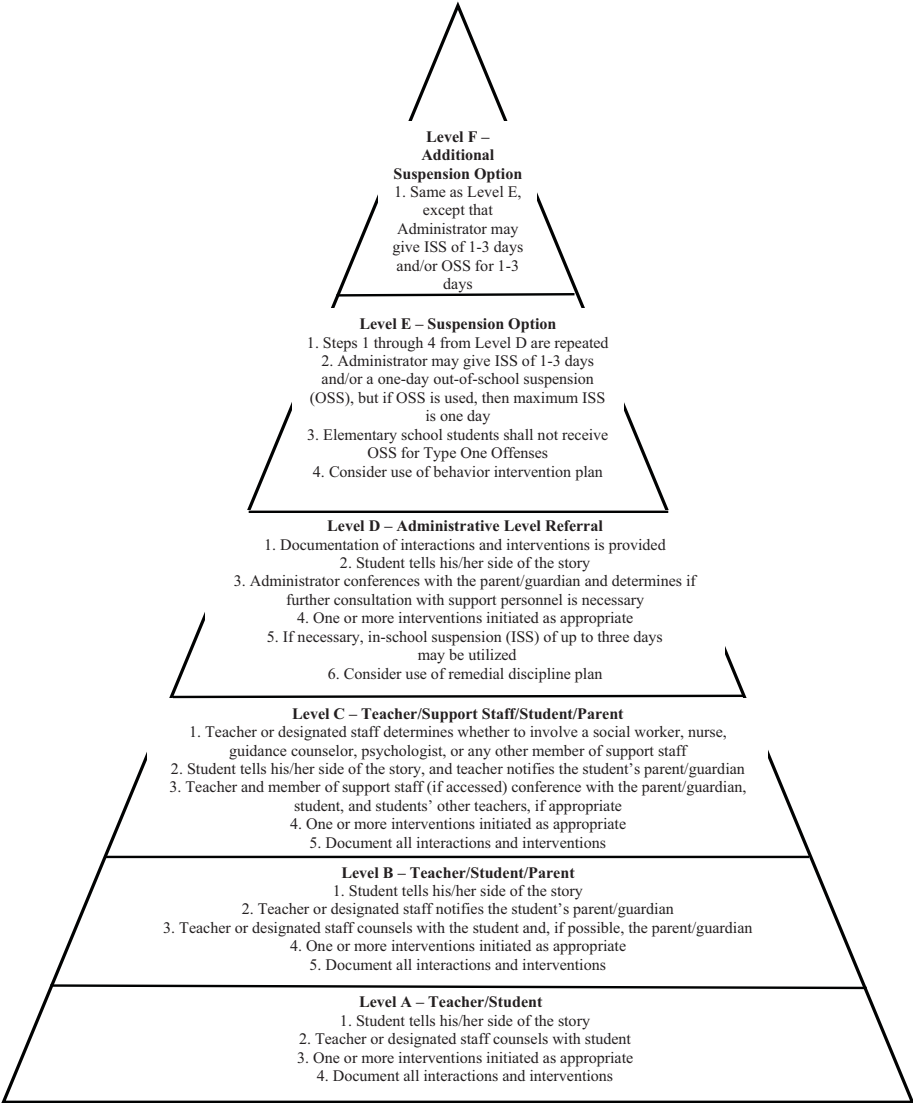 Level F –
Additional
Suspension Option
1. Same as Level E,
except that
Administrator may
give ISS of 1-3 days
and/or OSS for 1-3
days
Level E – Suspension Option
1. Steps 1 through 4 from Level D are repeated
2. Administrator may give ISS of 1-3 days
and/or a one-day out-of-school suspension
(OSS), but if OSS is used, then maximum ISS
is one day
3. Elementary school students shall not receive
OSS for Type One Offenses
4. Consider use of behavior intervention plan
Level D – Administrative Level Referral
1. Documentation of interactions and interventions is provided
2. Student tells his/her side of the story
3. Administrator conferences with the parent/guardian and determines if
further consultation with support personnel is necessary
4. One or more interventions initiated as appropriate
5. If necessary, in-school suspension (ISS) of up to three days
may be utilized
6. Consider use of remedial discipline plan
Level C – Teacher/Support Staff/Student/Parent
1. Teacher or designated staff determines whether to involve a social worker, nurse,
guidance counselor, psychologist, or any other member of support staff
2. Student tells his/her side of the story, and teacher notifies the student’s parent/guardian
3. Teacher and member of support staff (if accessed) conference with the parent/guardian,
student, and students’ other teachers, if appropriate
4. One or more interventions initiated as appropriate
5. Document all interactions and interventions
Level B – Teacher/Student/Parent
1. Student tells his/her side of the story
2. Teacher or designated staff notifies the student’s parent/guardian
3. Teacher or designated staff counsels with the student and, if possible, the parent/guardian
4. One or more interventions initiated as appropriate
5. Document all interactions and interventions
Level A – Teacher/Student
1. Student tells his/her side of the story
2. Teacher or designated staff counsels with student
3. One or more interventions initiated as appropriate
4. Document all interactions and interventions